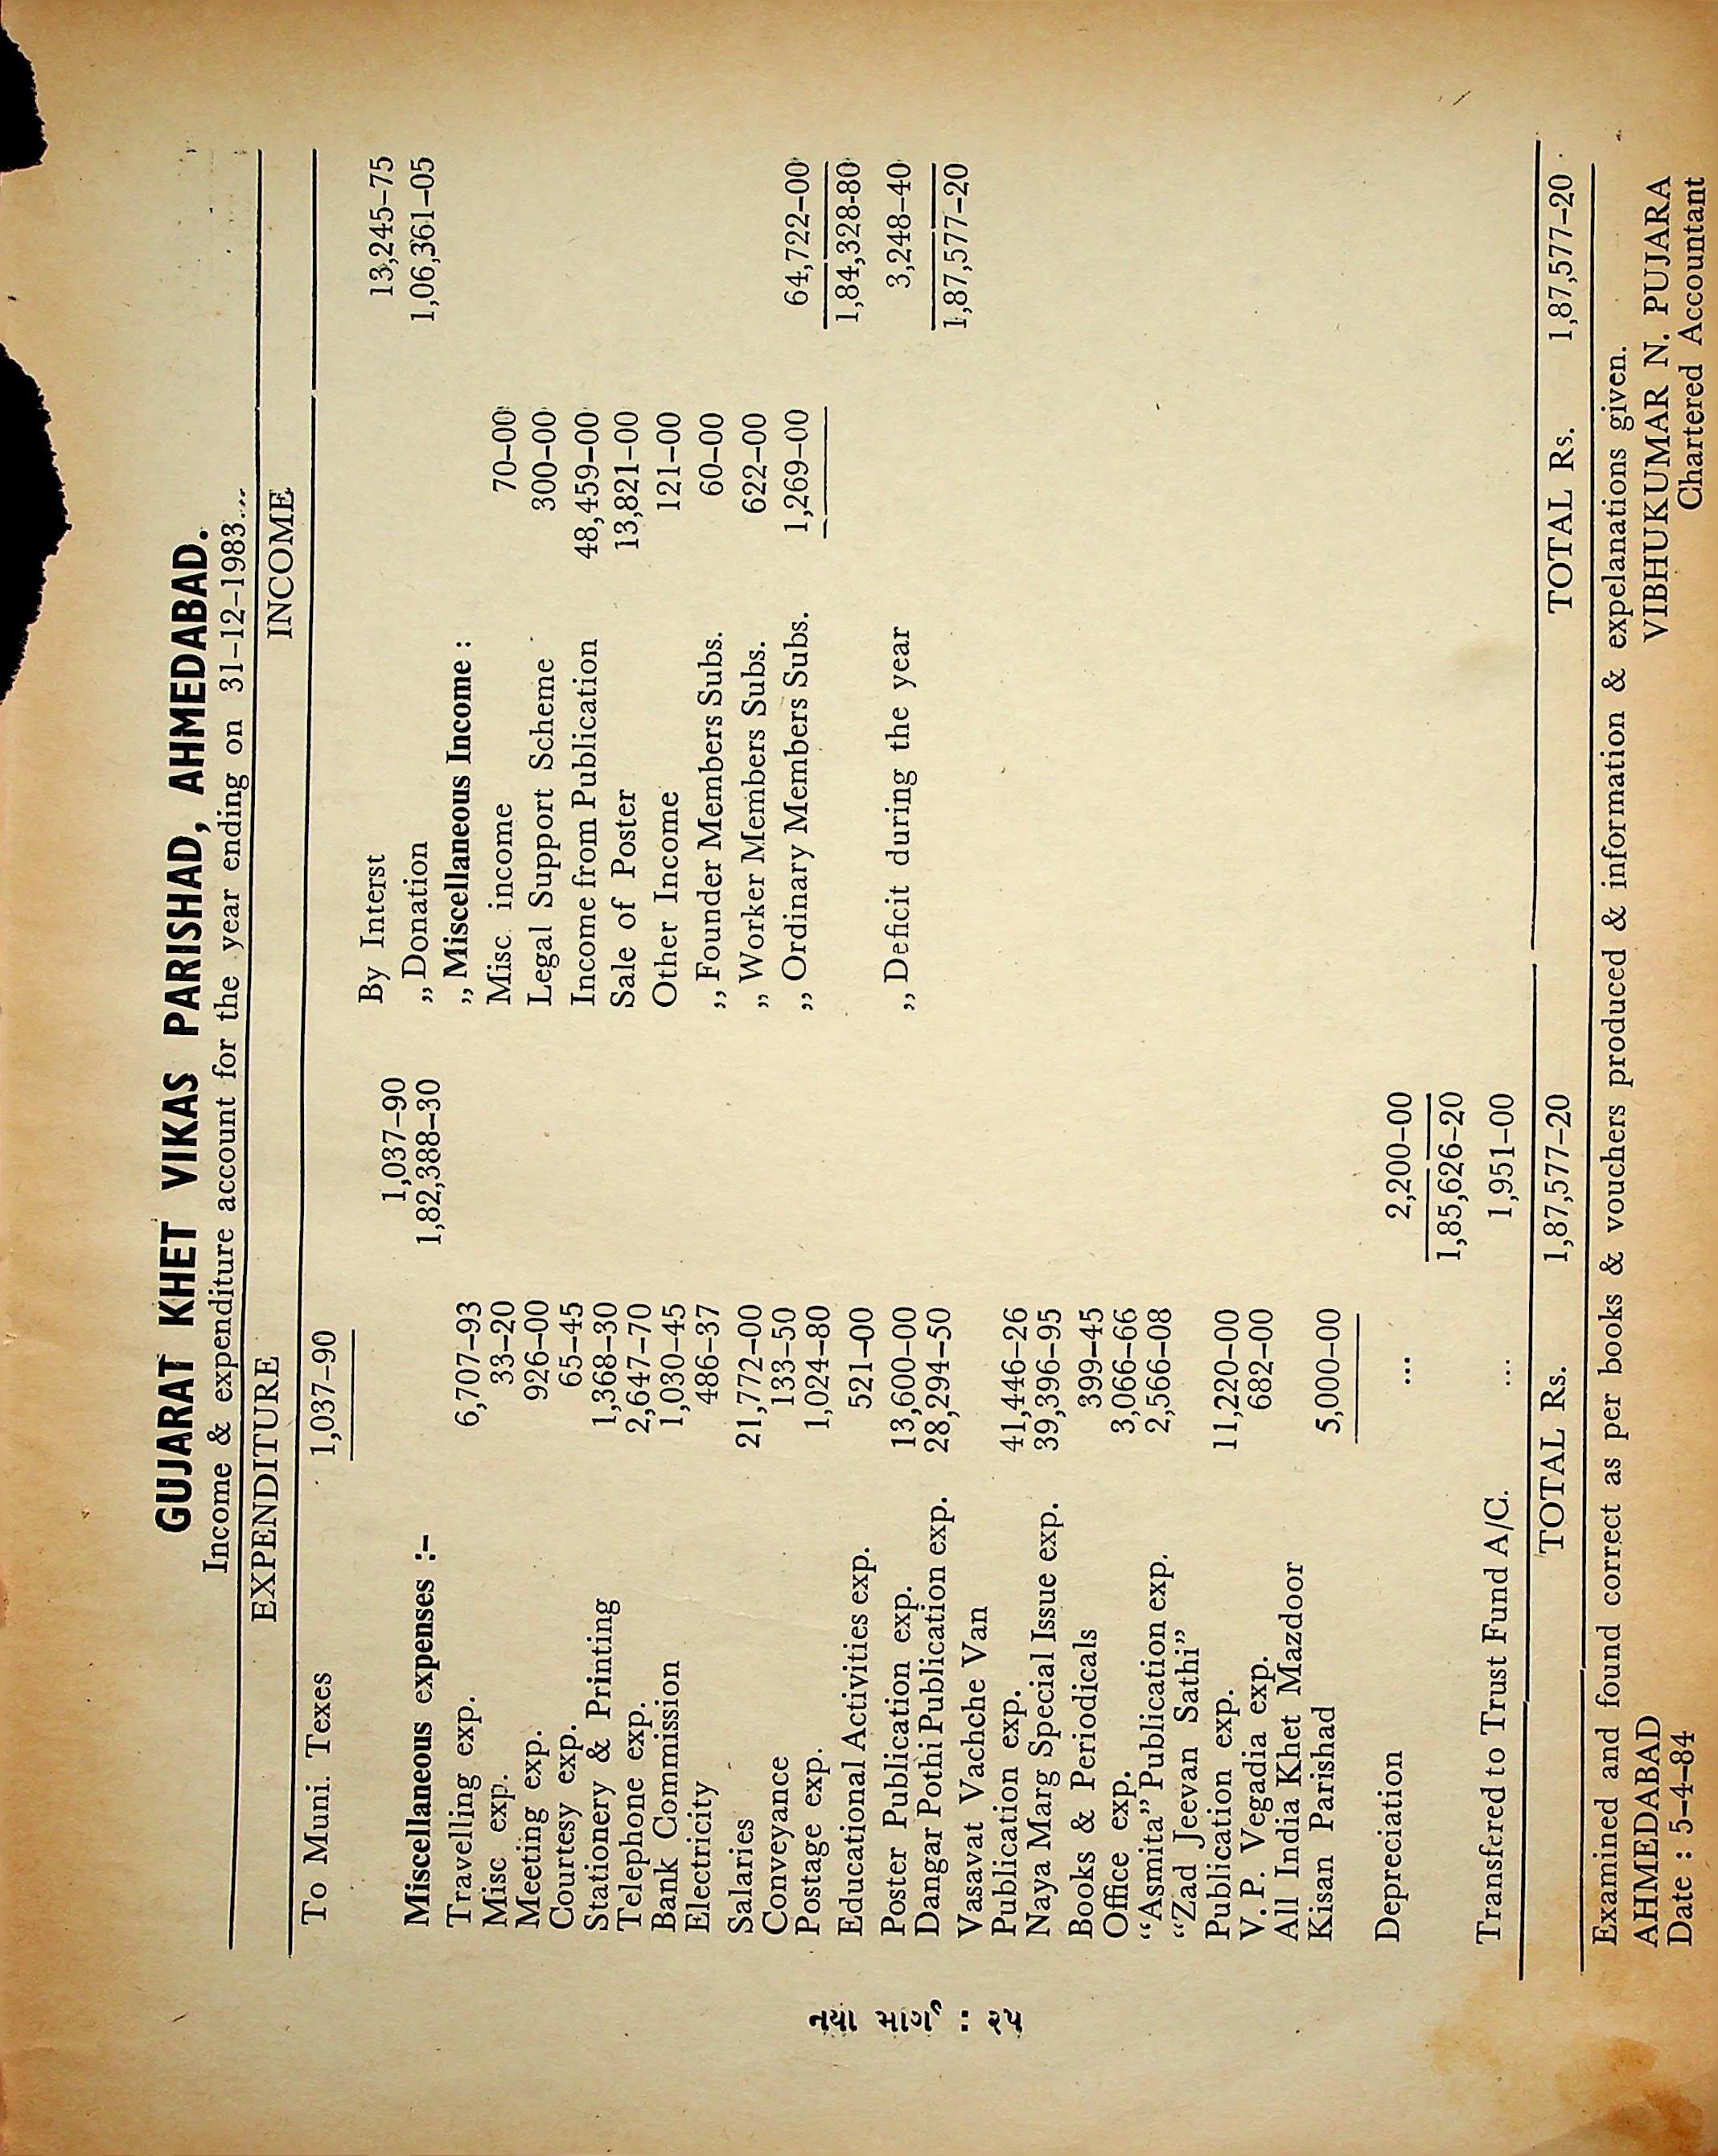 GUJARAT KHET VIKAS PARISHAD, AHMEDABAD.
Income & expenditure account for the year ending on 31-12-1983...
EXPENDITURE
To Muni. Texes 1,037-90
1,037-90
Miscellaneous expenses :- 1,82,388-30
Travelling exp. 6,707-93
Misc exp. 33-20
Meeting exp. 926-00
Courtesy exp. 65-45
Stationery & Printing 1,368-30
Telephone exp. 2,647-70
Bank Commission 1,030-45
Electricity 486-37
Salaries 21,772-00
Conveyance 133-50
Postage exp. 1,024-80
Educational Activities exp. 521-00
Poster Publication exp. 13,600-00
Dangar Pothi Publication exp. 28,294-50
Vasavat Vachche Van
Publication exp. 41,446-26
Naya Marg Special Issue exp. 39,396-95
Books & Periodicals 399-45
Office exp. 3,066-66
“Asmita” Publication exp. 2,566-08
“Zad Jeevan Sathi”
Publication exp. 11,220-00
V. P. Vegadia exp. 682-00
All India Khet Mazdoor
Kisan Parishad 5,000-00
Depreciation ... 2,200-00
1,85,626-20
Transfered to Trust Fund A/C. ... 1,951-00
TOTAL Rs. 1,87,577-20
INCOME
By Interst 13,245-75
,, Donation 1,06,361-05
,, Miscellaneous Income :
Misc. income 70-00
Legal Support Scheme 300-00
Income from Publication 48,459-00
Sale of Poster 13,821-00
Other Income 121-00
,, Founder Members Subs. 60-00
,, Worker Members Subs. 622-00
,, Ordinary Members Subs. 1,269-00 64,722-00
1,84,328-80
,, Deficit during the year 3,248-40
1,87,577-20
TOTAL Rs. 1,87,577-20
Examined and found correct as per books & vouchers produced & information & expelanations given.
AHMEDABAD VIBHUKUMAR N. PUJARA
Date : 5-4-84 Chartered Accountant
નયા માર્ગ :: ૨૫